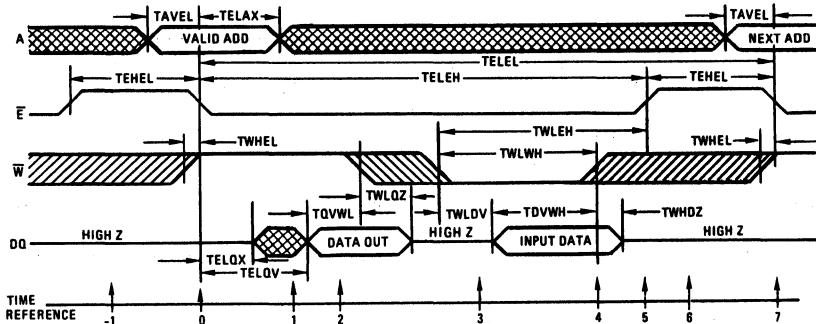 TAVEL TELAX TAVEL
A VALID ADD NEXT ADD
TELEL
TEHEL TELEH TEHEL
E
TWLEH
TWHEL TWLWH TWHEL
W
TWLQZ
TQVWL TWLDV TDVWH TWHDZ
DQ HIGH Z DATA OUT HIGH Z INPUT DATA HIGH Z
TELQX
TELQV
TIME
REFERENCE
-1 0 1 2 3 4 5 6 7